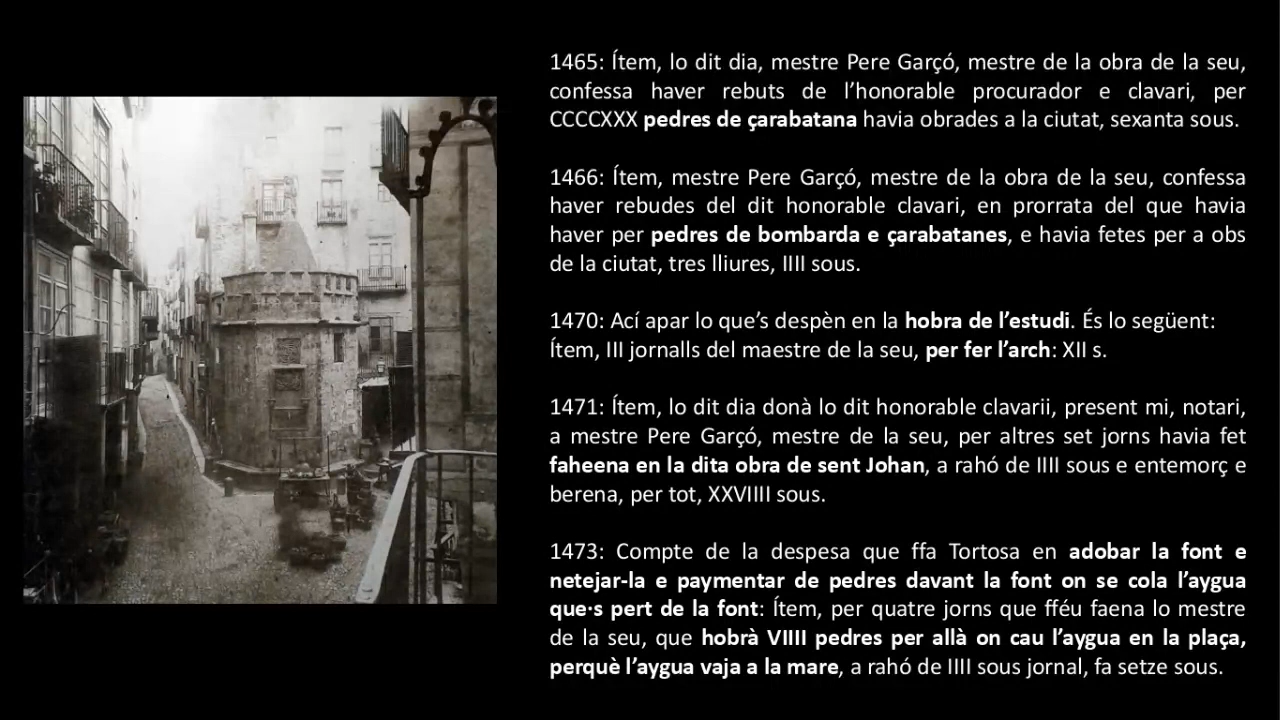 1465: Ítem, lo dit dia, mestre Pere Garçó, mestre de la obra de la seu,
confessa haver rebuts de l’honorable procurador e clavari, per
CCCCXXX pedres de çarabatana havia obrades a la ciutat, sexanta sous.
1466: Ítem, mestre Pere Garçó, mestre de la obra de la seu, confessa
haver rebudes del dit honorable clavari, en prorrata del que havia
haver per pedres de bombarda e çarabatanes, e havia fetes per a obs
de la ciutat, tres lliures, IIII sous.
1470: Ací apar lo que’s despèn en la hobra de l’estudi. És lo següent:
Ítem, III jornalls del maestre de la seu, per fer l’arch: XII s.
1471: Ítem, lo dit dia donà lo dit honorable clavarii, present mi, notari,
a mestre Pere Garçó, mestre de la seu, per altres set jorns havia fet
faheena en la dita obra de sent Johan, a rahó de IIII sous e entemorç e
berena, per tot, XXVIIII sous.
1473: Compte de la despesa que ffa Tortosa en adobar la font e
netejar-la e paymentar de pedres davant la font on se cola l’aygua
que·s pert de la font: Ítem, per quatre jorns que fféu faena lo mestre
de la seu, que hobrà VIIII pedres per allà on cau l’aygua en la plaça,
perquè l’aygua vaja a la mare, a rahó de IIII sous jornal, fa setze sous.